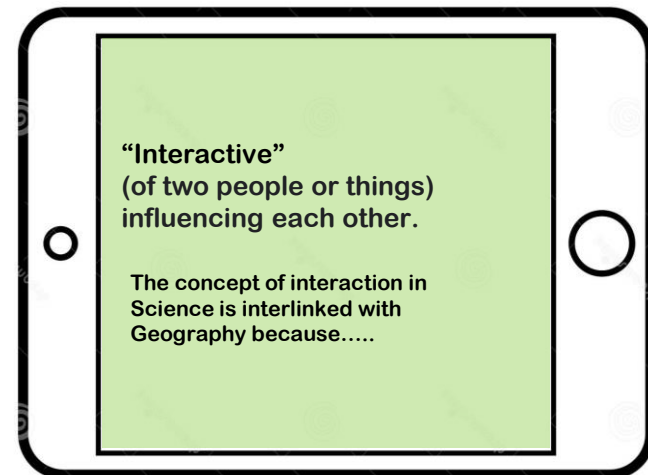 “Interactive”
(of two people or things)
influencing each other.
The concept of interaction in
Science is interlinked with
Geography because.....